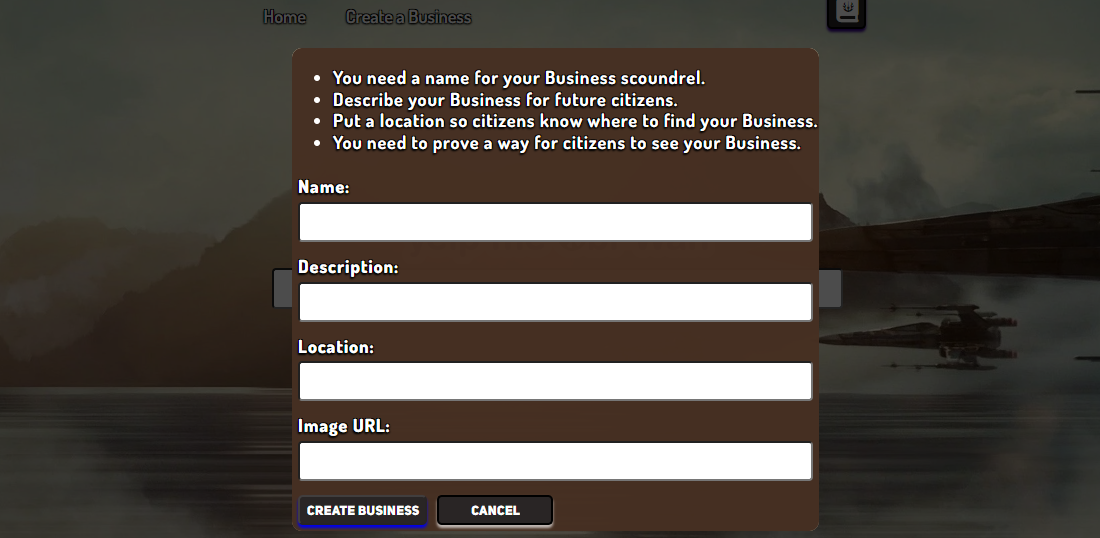 Home Create a Business
You need a name for your Business scoundrel.
Describe your Business for future citizens.
Put a location so citizens know where to find your Business.
You need to prove a way for citizens to see your Business.
Name:
Description:
Location:
Image URL:
CREATE BUSINESS CANCEL